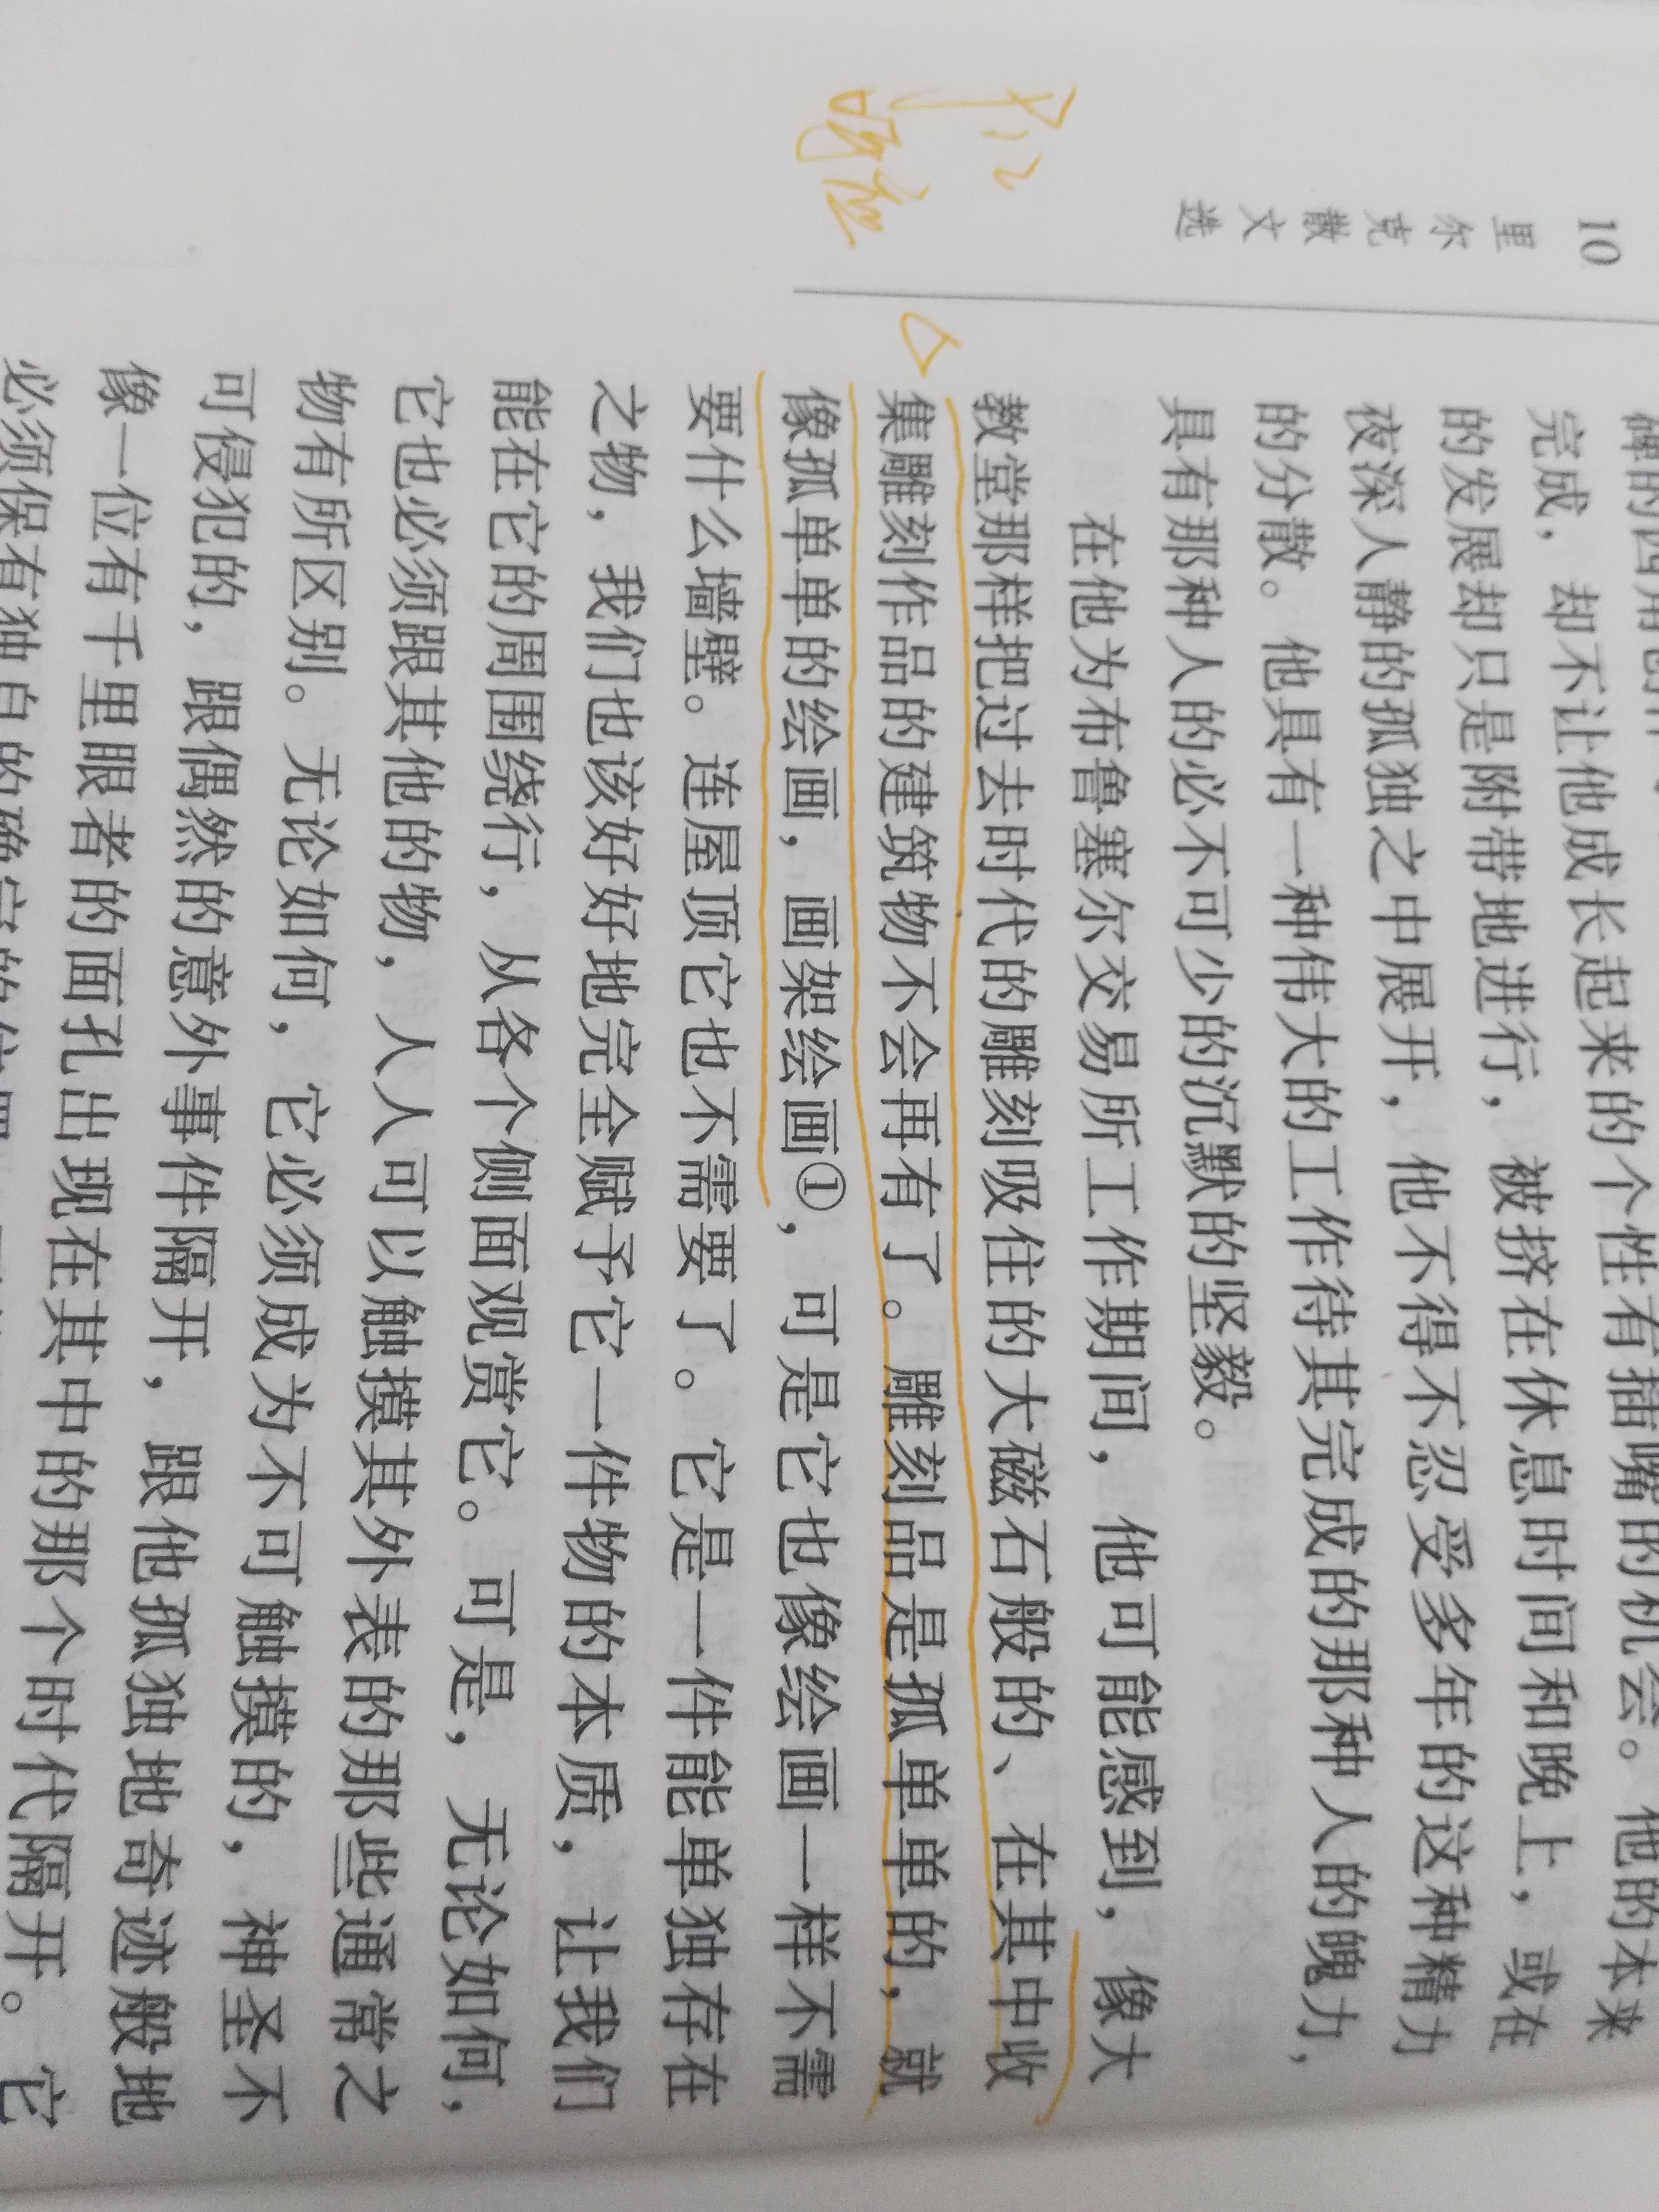 10
里尔克散文选
碑的四角创作
完成，却不让他成长起来的个性有插嘴的机会。他的本来
的发展却只是附带地进行，被挤在休息时间和晚上，或在
夜深人静的孤独之中展开，他不得不忍受多年的这种精力
的分散。他具有一种伟大的工作待其完成的那种人的魄力，
具有那种人的必不可少的沉默的坚毅。
在他为布鲁塞尔交易所工作期间，他可能感到，像大
教堂那样把过去时代的雕刻吸住的大磁石般的、在其中收
集雕刻作品的建筑物不会再有了。雕刻品是孤单单的，就
像孤单单的绘画，画架绘画①，可是它也像绘画一样不需
要什么墙壁。连屋顶它也不需要了。它是一件能单独存在
之物，我们也该好好地完全赋予它一件物的本质，让我们
能在它的周围绕行，从各个侧面观赏它。可是，无论如何，
它也必须跟其他的物，人人可以触摸其外表的那些通常之
物有所区别。无论如何，它必须成为不可触摸的，神圣不
可侵犯的，跟偶然的意外事件隔开，跟他孤独地奇迹般地
像一位有千里眼者的面孔出现在其中的那个时代隔开。它
必须保有独自的确定的位置
P12
呼应